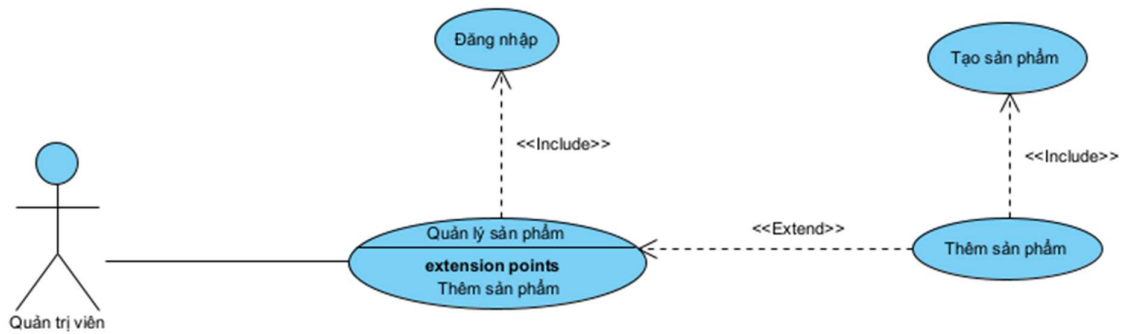 Đăng nhập
Tạo sản phẩm
<<Include>>
<<Include>>
Quản lý sản phẩm
<<Extend>>
Thêm sản phẩm
extension points
Thêm sản phẩm
Quản trị viên